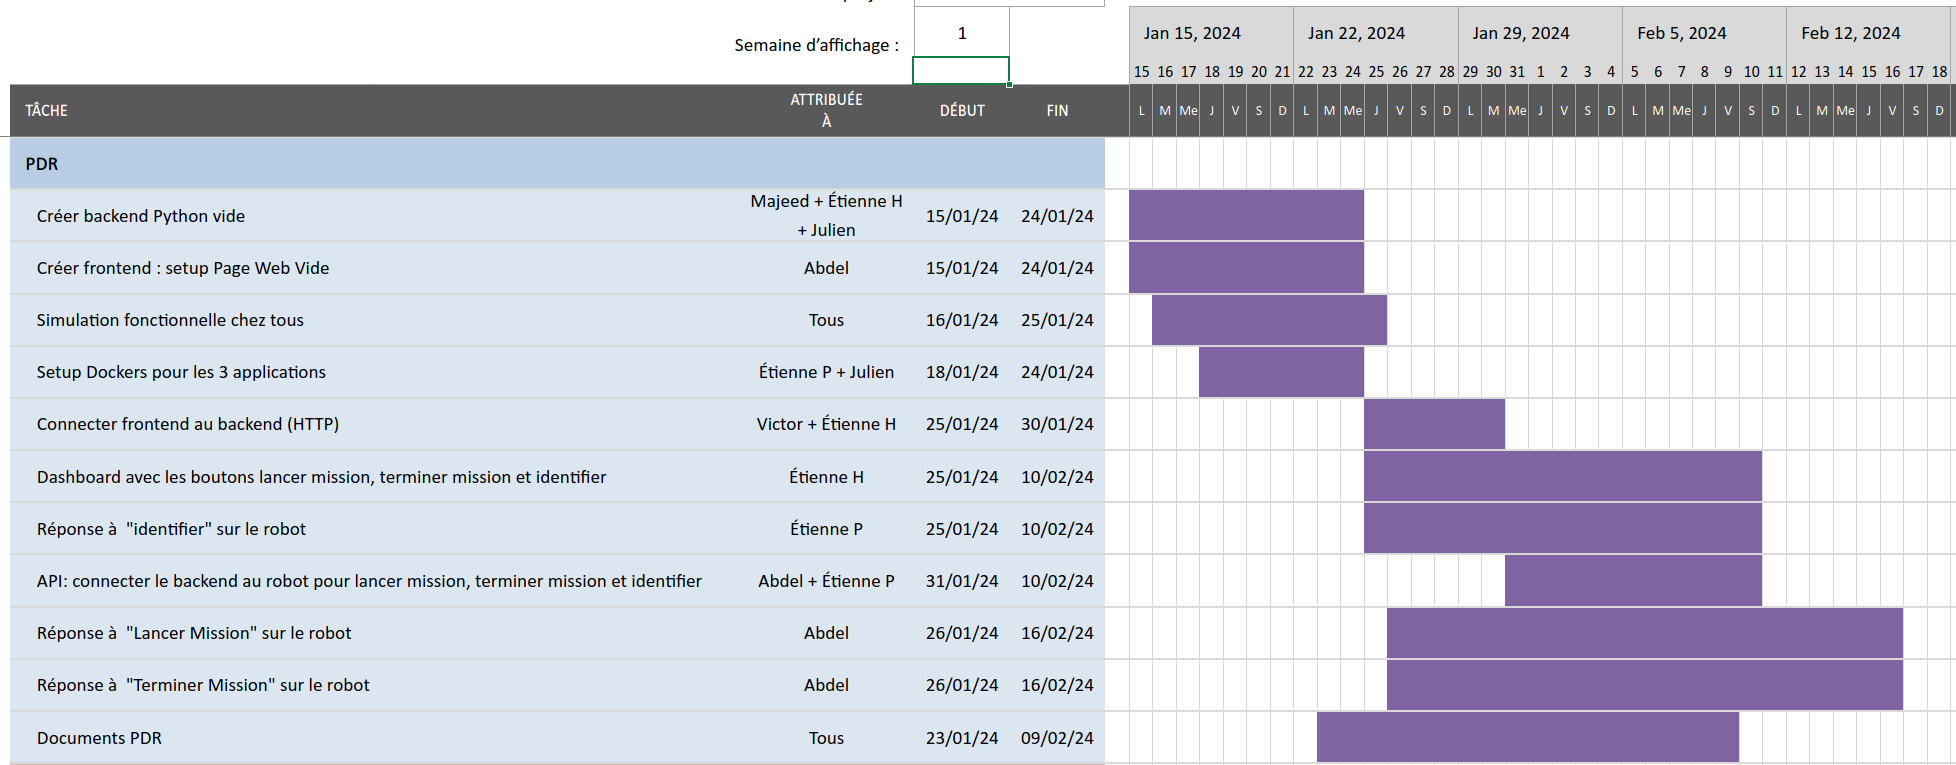 Semaine d’affichage :
1
Jan 15, 2024 Jan 22, 2024 Jan 29, 2024 Feb 5, 2024 Feb 12, 2024
15 16 17 18 19 20 21 22 23 24 25 26 27 28 29 30 31 1 2 3 4 5 6 7 8 9 10 11 12 13 14 15 16 17 18
TÂCHE ATTRIBUÉE À DÉBUT FIN L M Me J V S D L M Me J V S D L M Me J V S D L M Me J V S D L M Me J V S D
PDR
Créer backend Python vide Majeed + Étienne H + Julien 15/01/24 24/01/24
Créer frontend : setup Page Web Vide Abdel 15/01/24 24/01/24
Simulation fonctionnelle chez tous Tous 16/01/24 25/01/24
Setup Dockers pour les 3 applications Étienne P + Julien 18/01/24 24/01/24
Connecter frontend au backend (HTTP) Victor + Étienne H 25/01/24 30/01/24
Dashboard avec les boutons lancer mission, terminer mission et identifier Étienne H 25/01/24 10/02/24
Réponse à  "identifier" sur le robot Étienne P 25/01/24 10/02/24
API: connecter le backend au robot pour lancer mission, terminer mission et identifier Abdel + Étienne P 31/01/24 10/02/24
Réponse à  "Lancer Mission" sur le robot Abdel 26/01/24 16/02/24
Réponse à  "Terminer Mission" sur le robot Abdel 26/01/24 16/02/24
Documents PDR Tous 23/01/24 09/02/24